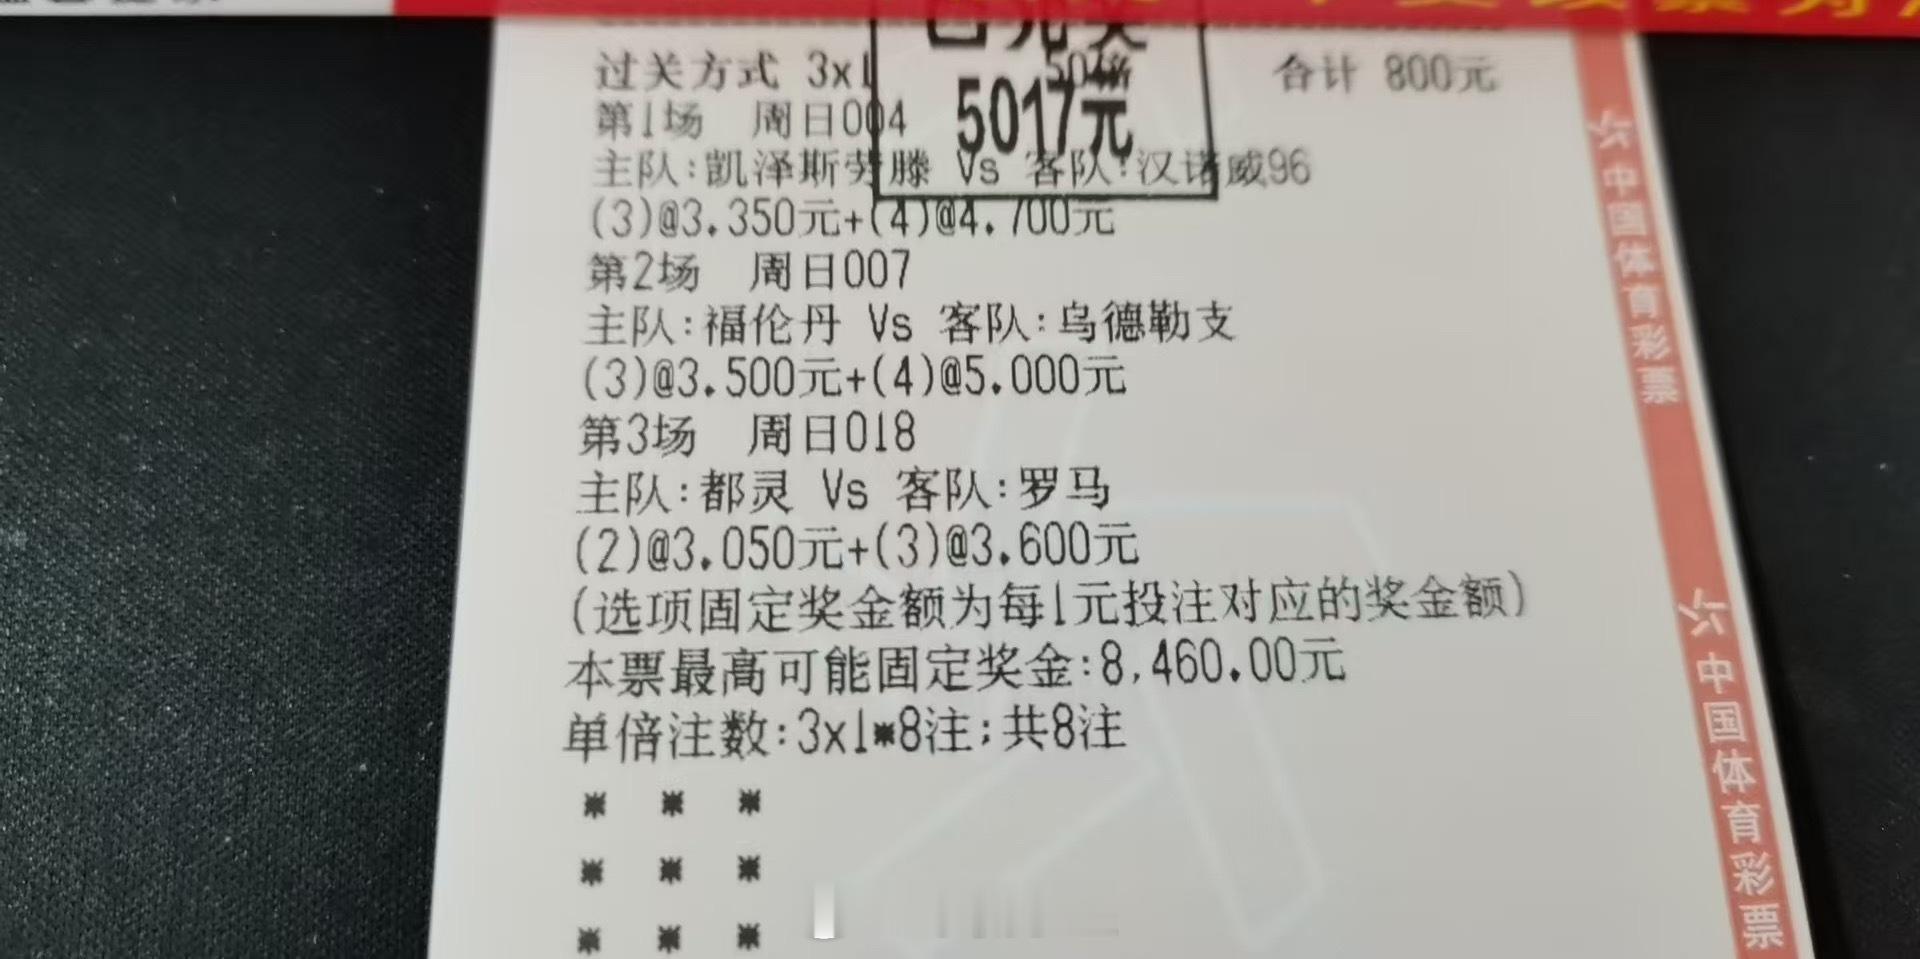 过关方式 3x1 50倍 合计 800元
已兑奖
5017元
第1场 周日004
主队:凯泽斯劳滕 Vs 客队:汉诺威96
(3)@3.350元+(4)@4.700元
第2场 周日007
主队:福伦丹 Vs 客队:乌德勒支
(3)@3.500元+(4)@5.000元
第3场 周日018
主队:都灵 Vs 客队:罗马
(2)@3.050元+(3)@3.600元
(选项固定奖金额为每1元投注对应的奖金额)
本票最高可能固定奖金:8,460.00元
单倍注数:3x1*8注;共8注
* * *
* * *
* * *
中国体育彩票
中国体育彩票